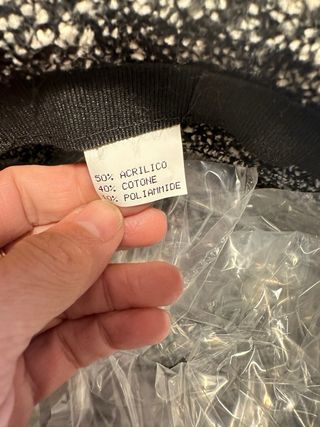 50% ACRILICO
40% COTONE
10% POLIAMMIDE